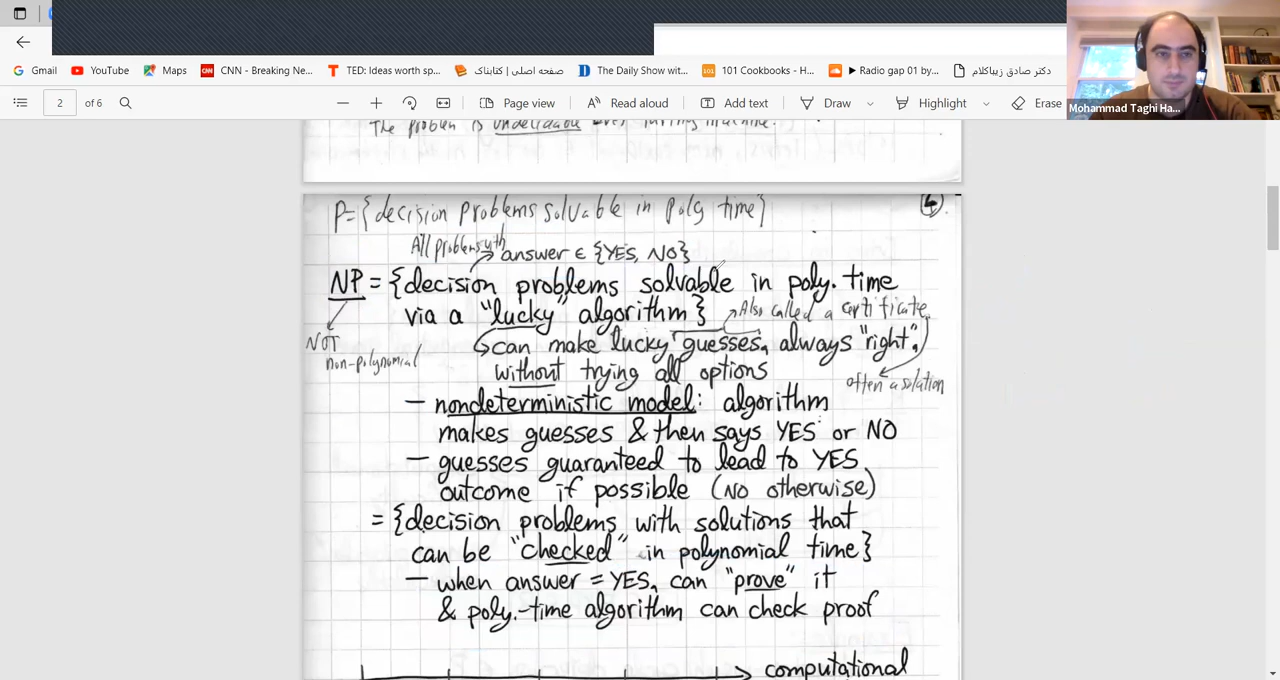 Gmail YouTube Maps CNN - Breaking Ne... TED: Ideas worth sp... صفحه اصلی | کتابناک The Daily Show wit... 101 Cookbooks - H... ▶ Radio gap 01 by... دکتر صادق زیباکلام
2 of 6 Page view Read aloud Add text Draw Highlight Erase
Mohammad Taghi Ha...
The problem is undecidable
P={decision problems solvable in poly time} 4
All problems with answer ∈ {YES, NO}
NP = {decision problems solvable in poly. time
via a "lucky" algorithm} Also called a certificate
NOT non-polynomial
can make lucky guesses, always "right",
without trying all options often a solution
– nondeterministic model: algorithm
makes guesses & then says YES or NO
– guesses guaranteed to lead to YES
outcome if possible (NO otherwise)
= {decision problems with solutions that
can be "checked" in polynomial time}
– when answer = YES, can "prove" it
& poly.-time algorithm can check proof
computational